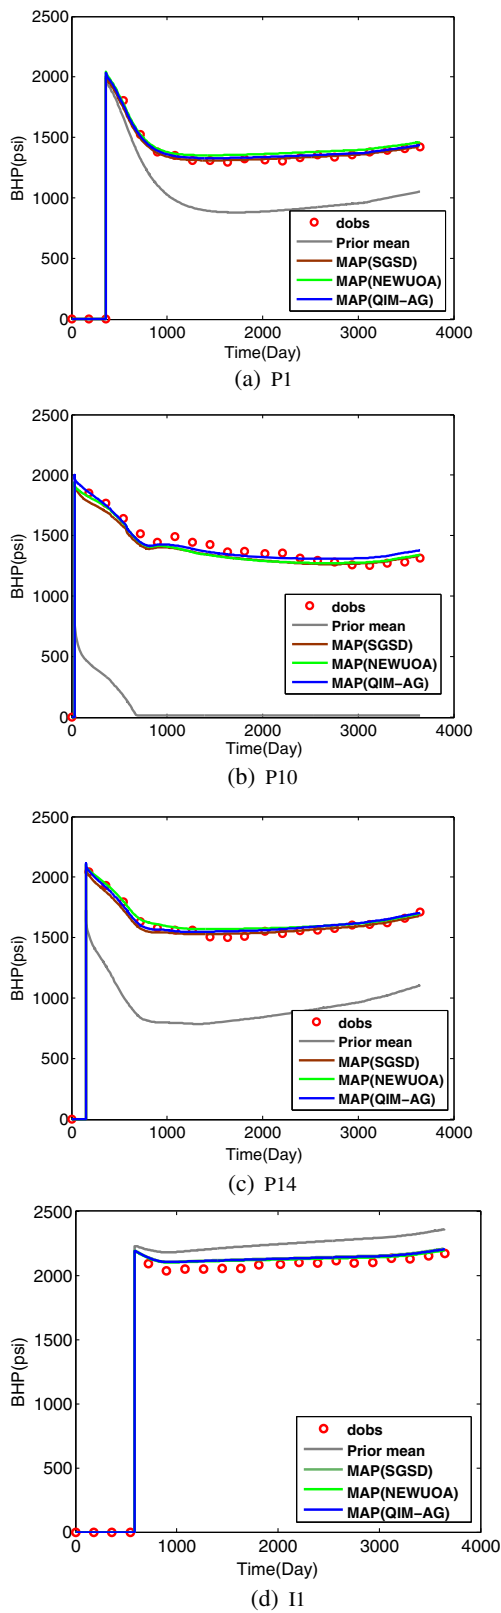 2500
2000
1500
1000
500
0
BHP(psi)
0 1000 2000 3000 4000
Time(Day)
dobs
Prior mean
MAP(SGSD)
MAP(NEWUOA)
MAP(QIM-AG)
(a) P1
2500
2000
1500
1000
500
0
BHP(psi)
0 1000 2000 3000 4000
Time(Day)
dobs
Prior mean
MAP(SGSD)
MAP(NEWUOA)
MAP(QIM-AG)
(b) P10
2500
2000
1500
1000
500
0
BHP(psi)
0 1000 2000 3000 4000
Time(Day)
dobs
Prior mean
MAP(SGSD)
MAP(NEWUOA)
MAP(QIM-AG)
(c) P14
2500
2000
1500
1000
500
0
BHP(psi)
0 1000 2000 3000 4000
Time(Day)
dobs
Prior mean
MAP(SGSD)
MAP(NEWUOA)
MAP(QIM-AG)
(d) I1